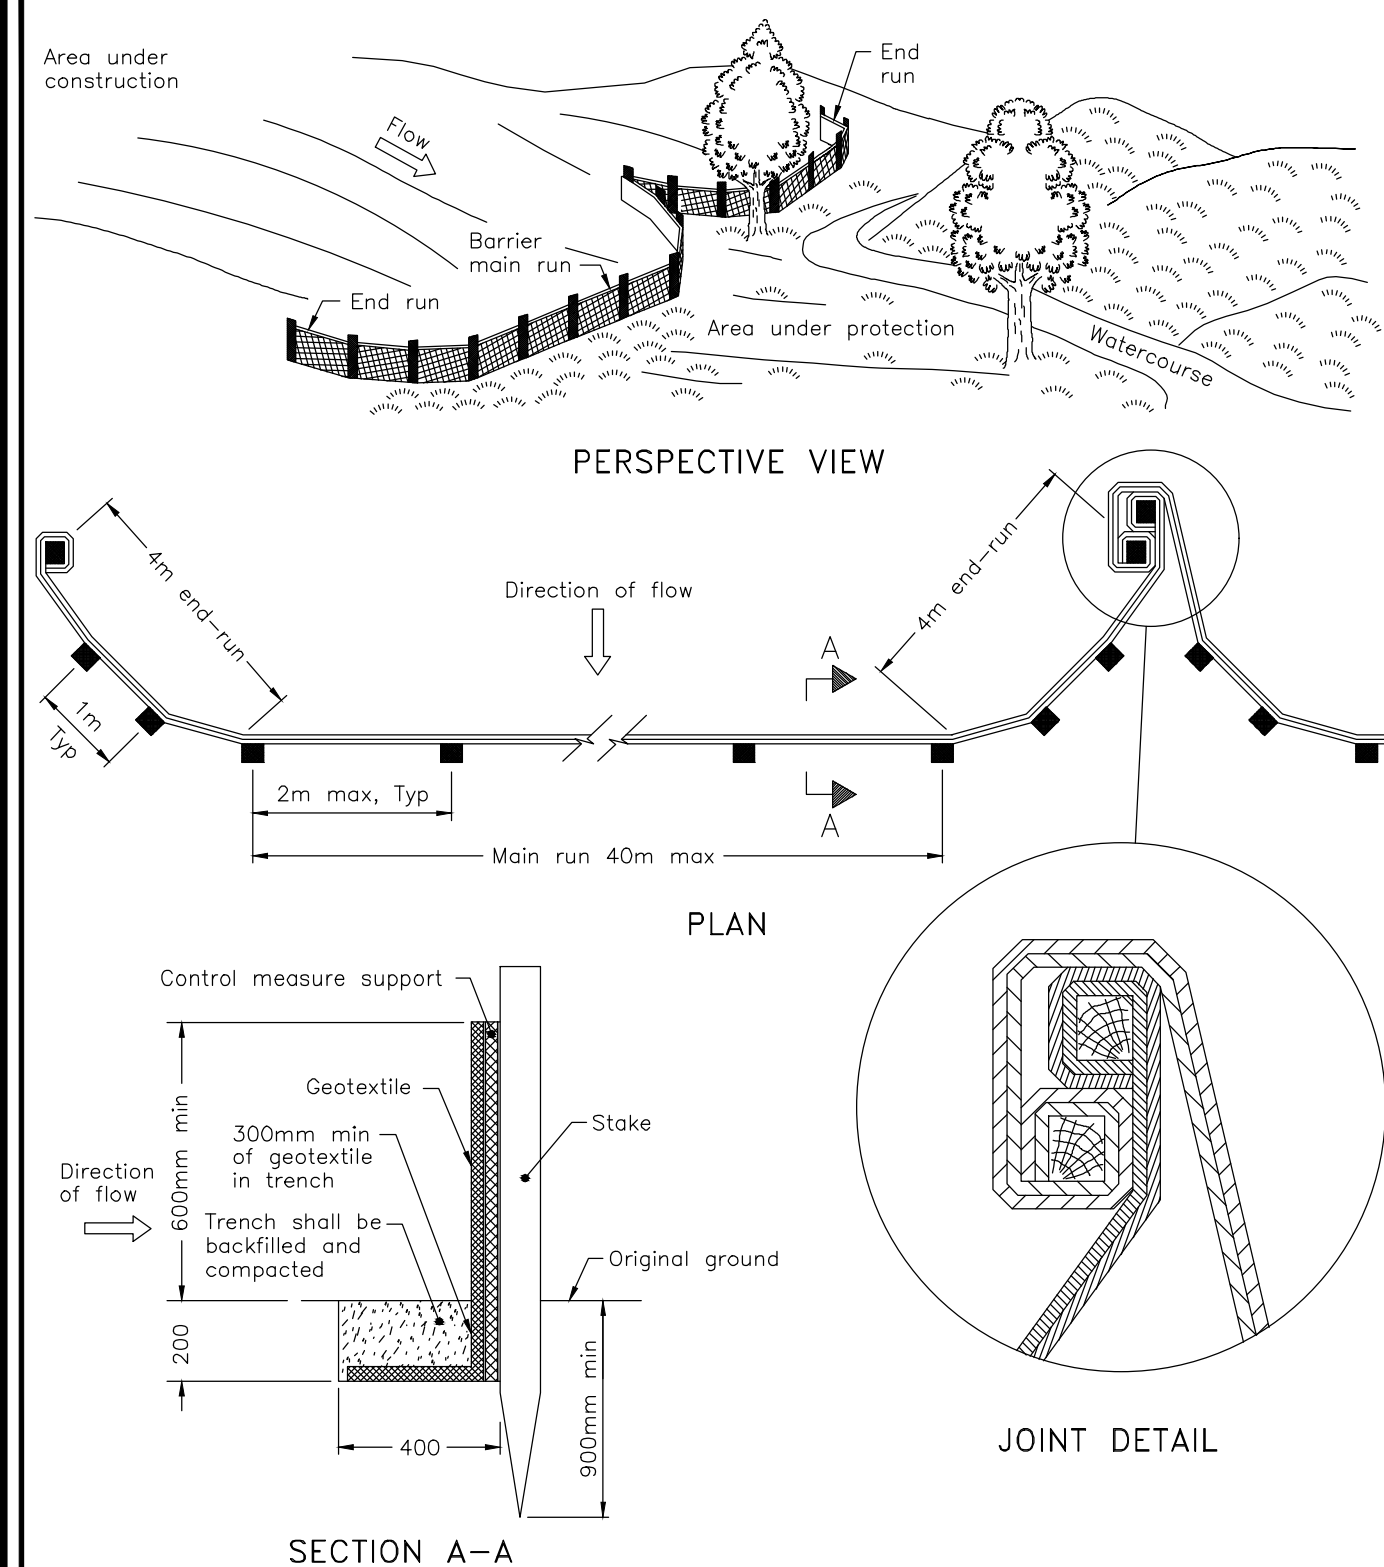 Area under
construction
Flow
End
run
Barrier
main run
End run
Area under protection
Watercourse
PERSPECTIVE VIEW
4m end-run
Direction of flow
4m end-run
A
1m
Typ
2m max, Typ
A
Main run 40m max
PLAN
Control measure support
Geotextile
300mm min
of geotextile
in trench
Stake
Direction
of flow
600mm min
Trench shall be
backfilled and
compacted
Original ground
200
400
900mm min
JOINT DETAIL
SECTION A-A